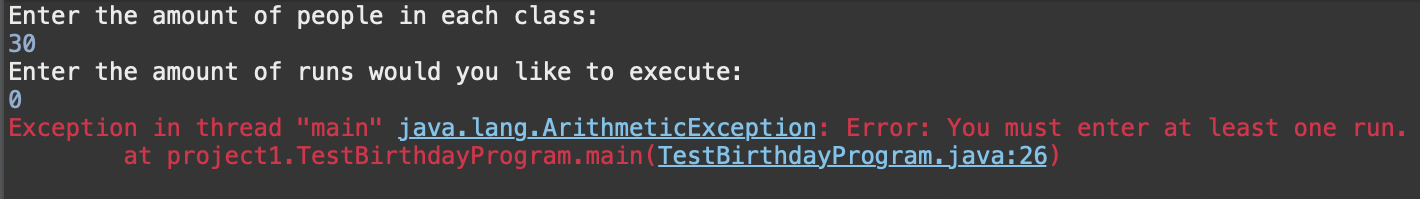 Enter the amount of people in each class:
30
Enter the amount of runs would you like to execute:
0
Exception in thread "main" java.lang.ArithmeticException: Error: You must enter at least one run.
at project1.TestBirthdayProgram.main(TestBirthdayProgram.java:26)